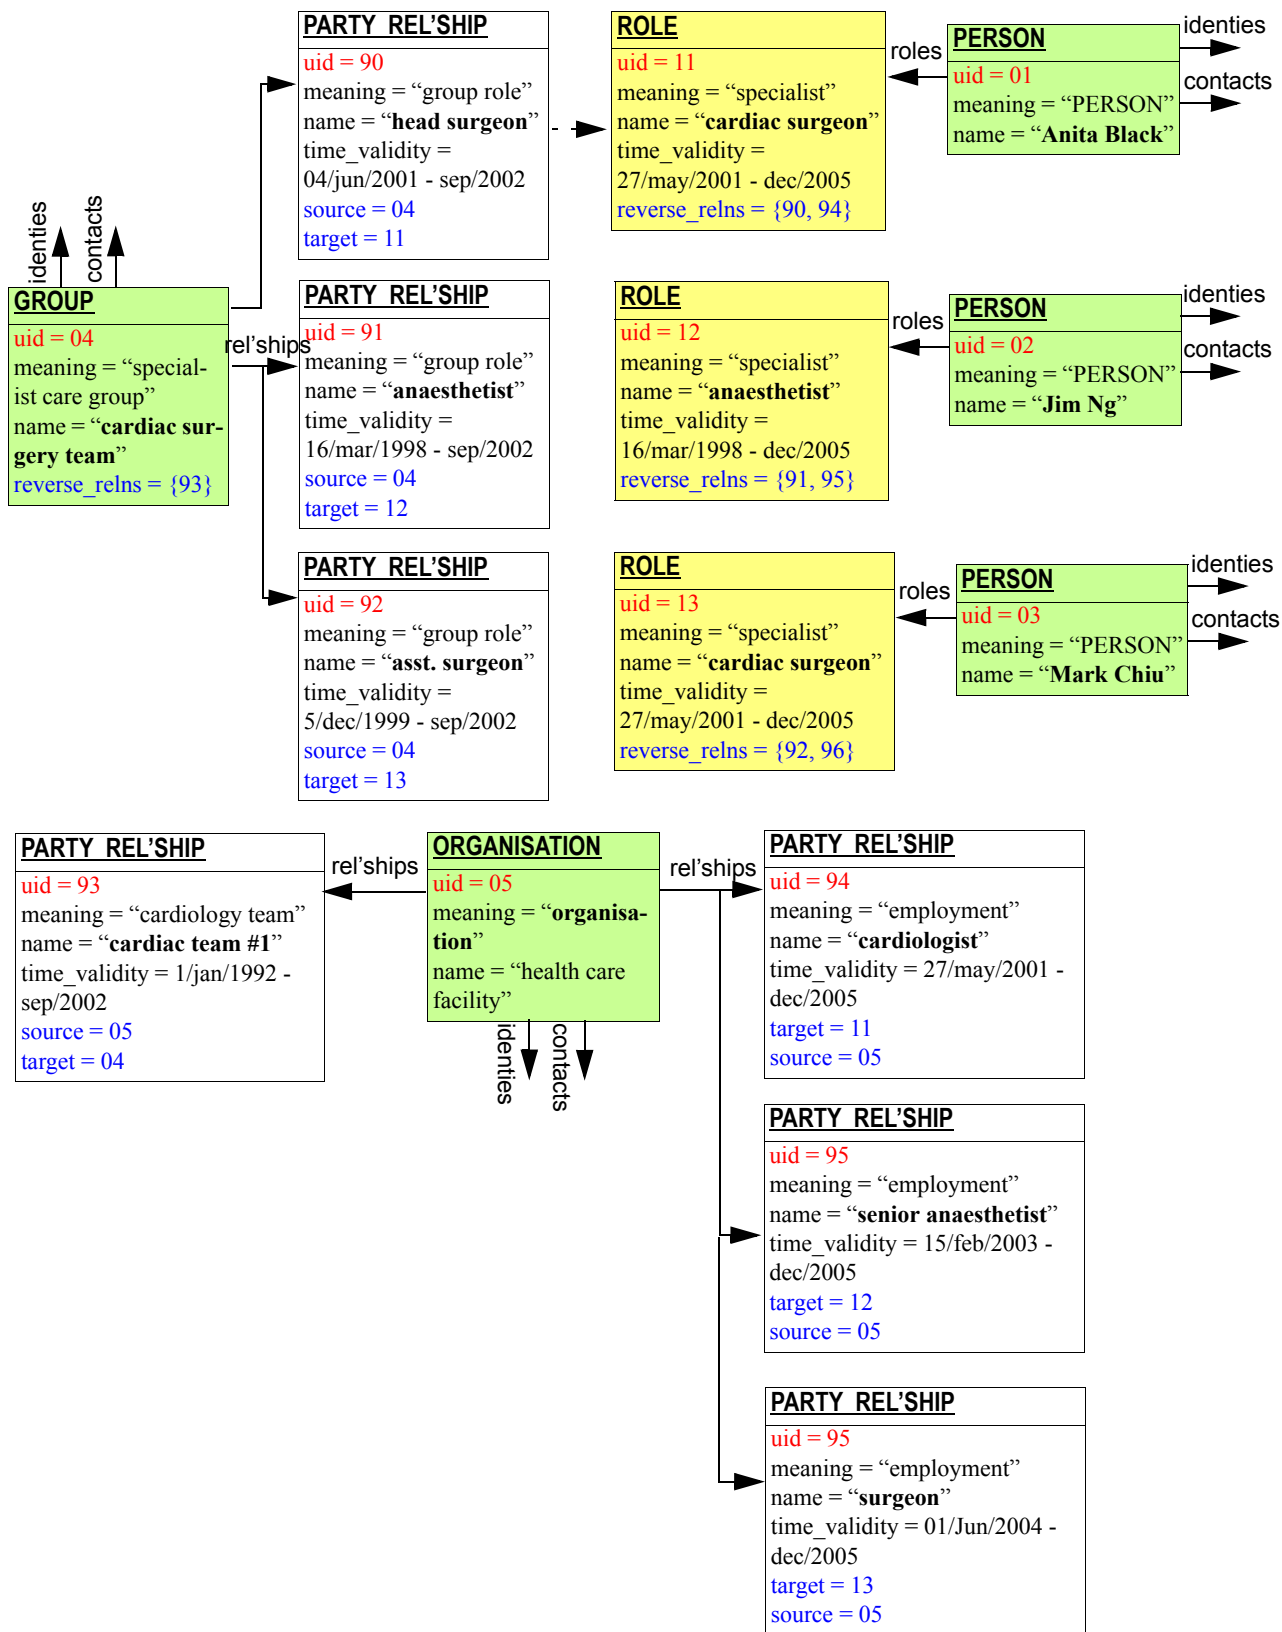 PARTY_REL'SHIP
uid = 90
meaning = “group role”
name = “head surgeon”
time_validity =
04/jun/2001 - sep/2002
source = 04
target = 11
ROLE
uid = 11
meaning = “specialist”
name = “cardiac surgeon”
time_validity =
27/may/2001 - dec/2005
reverse_relns = {90, 94}
roles
PERSON
uid = 01
meaning = “PERSON”
name = “Anita Black”
identies
contacts
identies
contacts
GROUP
uid = 04
meaning = “special-
ist care group”
name = “cardiac sur-
gery team”
reverse_relns = {93}
rel'ships
PARTY_REL'SHIP
uid = 91
meaning = “group role”
name = “anaesthetist”
time_validity =
16/mar/1998 - sep/2002
source = 04
target = 12
ROLE
uid = 12
meaning = “specialist”
name = “anaesthetist”
time_validity =
16/mar/1998 - dec/2005
reverse_relns = {91, 95}
roles
PERSON
uid = 02
meaning = “PERSON”
name = “Jim Ng”
identies
contacts
PARTY_REL'SHIP
uid = 92
meaning = “group role”
name = “asst. surgeon”
time_validity =
5/dec/1999 - sep/2002
source = 04
target = 13
ROLE
uid = 13
meaning = “specialist”
name = “cardiac surgeon”
time_validity =
27/may/2001 - dec/2005
reverse_relns = {92, 96}
roles
PERSON
uid = 03
meaning = “PERSON”
name = “Mark Chiu”
identies
contacts
PARTY_REL'SHIP
uid = 93
meaning = “cardiology team”
name = “cardiac team #1”
time_validity = 1/jan/1992 -
sep/2002
source = 05
target = 04
rel'ships
ORGANISATION
uid = 05
meaning = “organisa-
tion”
name = “health care
facility”
identies
contacts
rel'ships
PARTY_REL'SHIP
uid = 94
meaning = “employment”
name = “cardiologist”
time_validity = 27/may/2001 -
dec/2005
target = 11
source = 05
PARTY_REL'SHIP
uid = 95
meaning = “employment”
name = “senior anaesthetist”
time_validity = 15/feb/2003 -
dec/2005
target = 12
source = 05
PARTY_REL'SHIP
uid = 95
meaning = “employment”
name = “surgeon”
time_validity = 01/Jun/2004 -
dec/2005
target = 13
source = 05